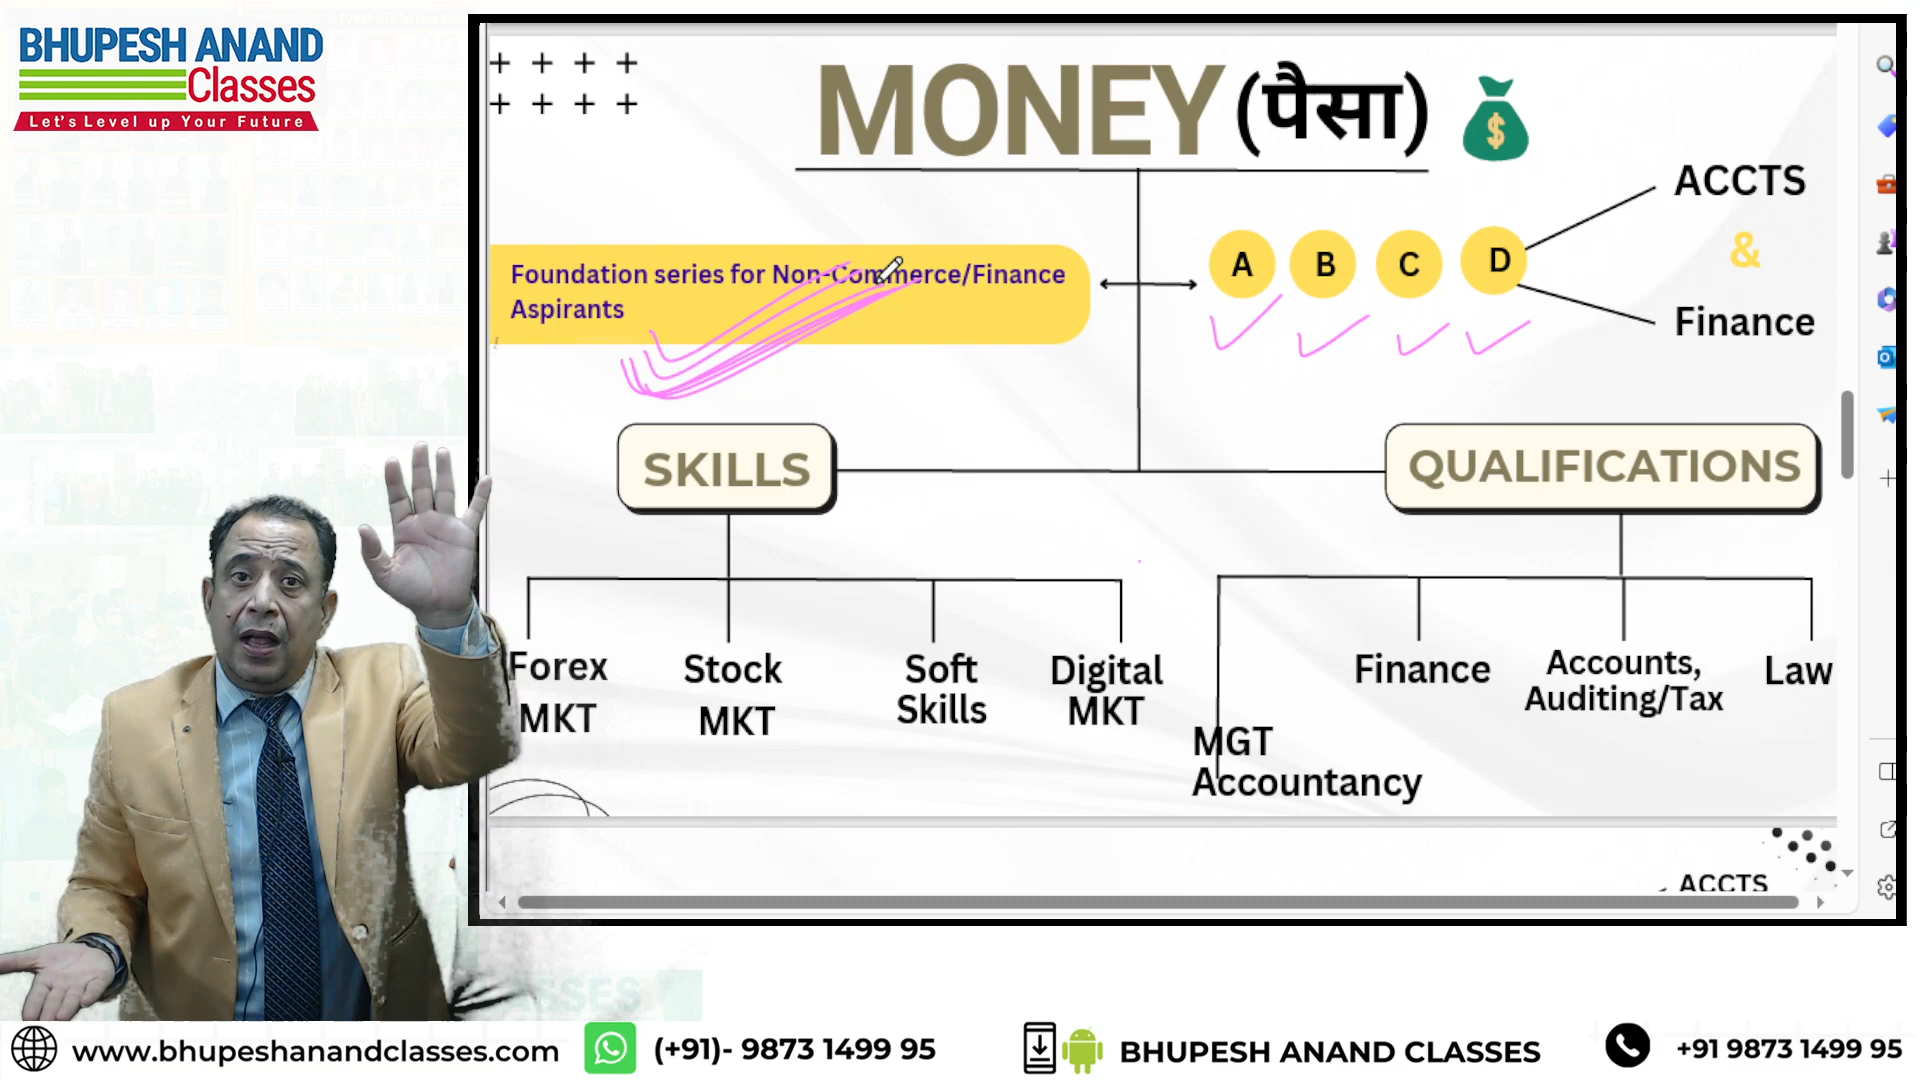 BHUPESH ANAND
Classes
Let's Level up Your Future
MONEY (पैसा)
$
ACCTS
&
Finance
A B C D
Foundation series for Non-Commerce/Finance
Aspirants
SKILLS
QUALIFICATIONS
Forex
MKT
Stock
MKT
Soft
Skills
Digital
MKT
MGT
Accountancy
Finance
Accounts,
Auditing/Tax
Law
ACCTS
www.bhupeshanandclasses.com
(+91)- 9873 1499 95
BHUPESH ANAND CLASSES
+91 9873 1499 95